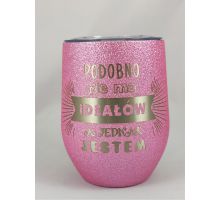 PODOBNO
nie ma
IDEAŁÓW
A JEDNAK
JESTEM